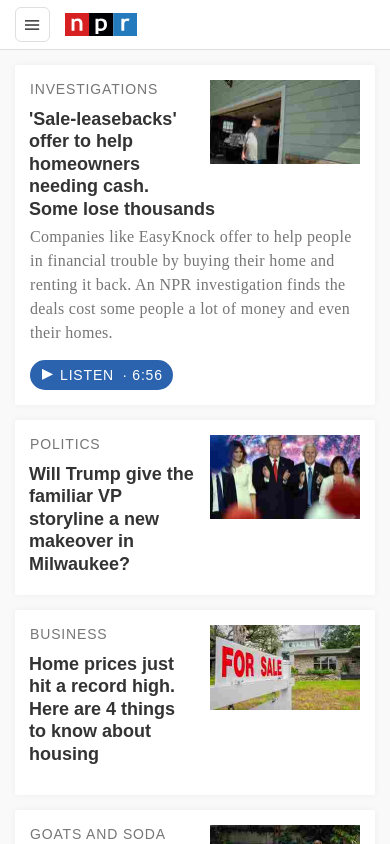 npr
INVESTIGATIONS
'Sale-leasebacks'
offer to help
homeowners
needing cash.
Some lose thousands
Companies like EasyKnock offer to help people
in financial trouble by buying their home and
renting it back. An NPR investigation finds the
deals cost some people a lot of money and even
their homes.
LISTEN · 6:56
POLITICS
Will Trump give the
familiar VP
storyline a new
makeover in
Milwaukee?
BUSINESS
Home prices just
hit a record high.
Here are 4 things
to know about
housing
FOR SALE
GOATS AND SODA